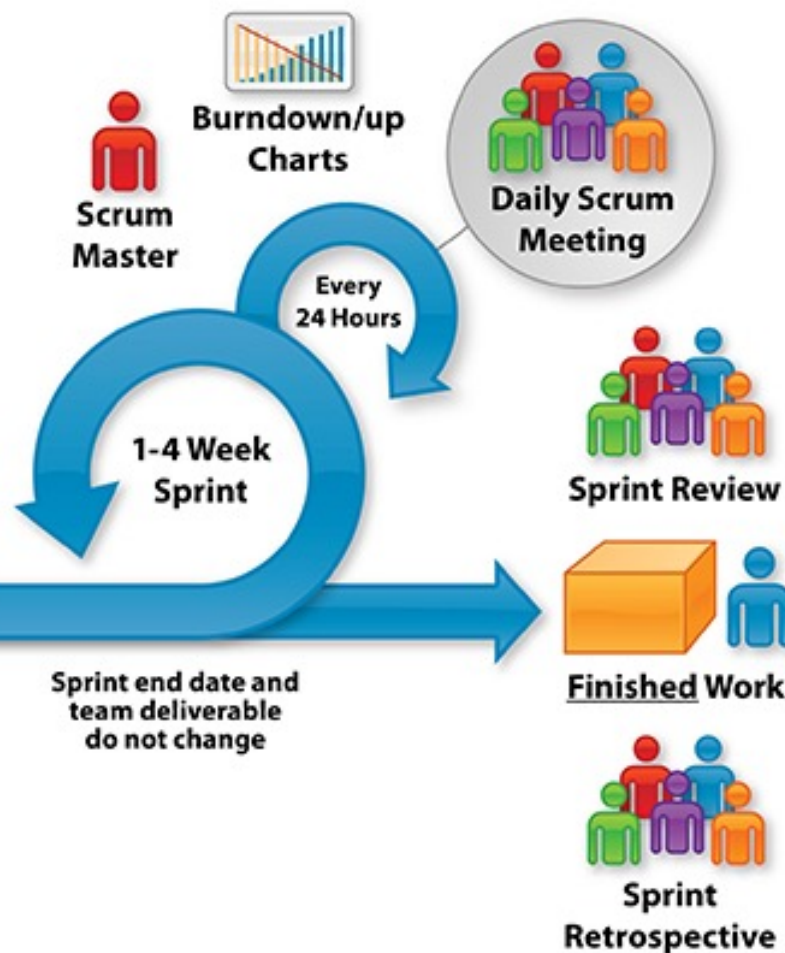 Burndown/up
Charts
Scrum
Master
Daily Scrum
Meeting
Every
24 Hours
1-4 Week
Sprint
Sprint Review
Sprint end date and
team deliverable
do not change
Finished Work
Sprint
Retrospective